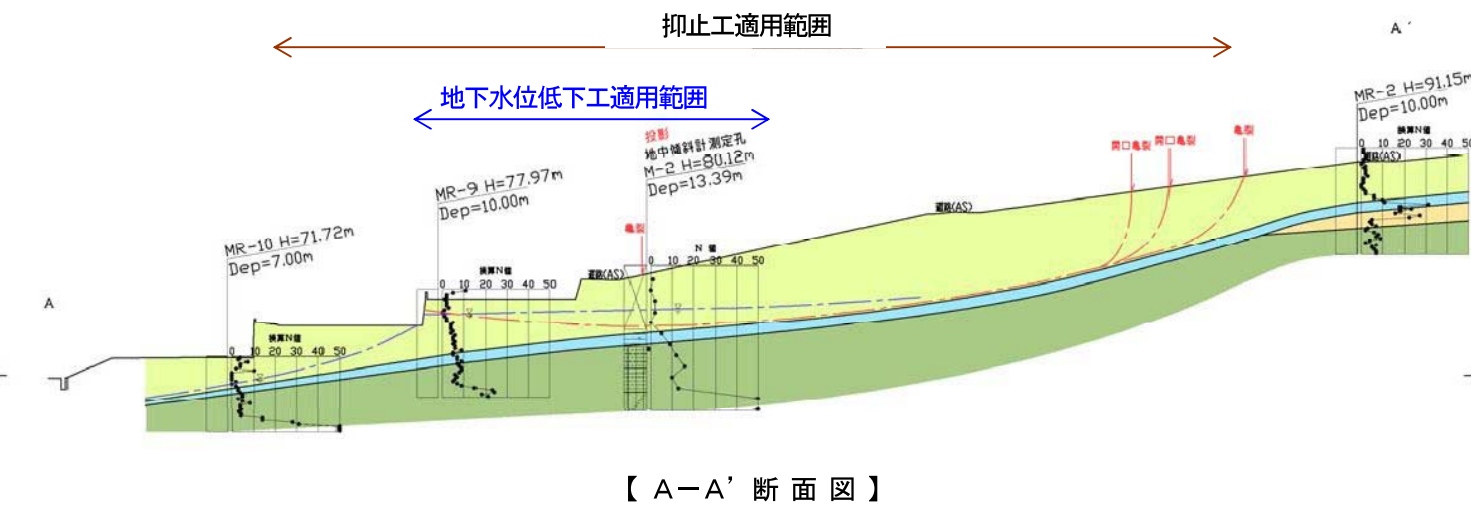 抑止工適用範囲
A´
地下水位低下工適用範囲
MR-2 H=91.15m
Dep=10.00m
換算N値
0 10 20 30 40 50
道路(AS)
亀裂
開口亀裂
開口亀裂
投影
地中傾斜計測定孔
M-2 H=80.12m
Dep=13.39m
MR-9 H=77.97m
Dep=10.00m
道路(AS)
亀裂
N 値
0 10 20 30 40 50
MR-10 H=71.72m
Dep=7.00m
換算N値
0 10 20 30 40 50
道路(AS)
A
換算N値
0 10 20 30 40 50
【 A－A’ 断 面 図 】